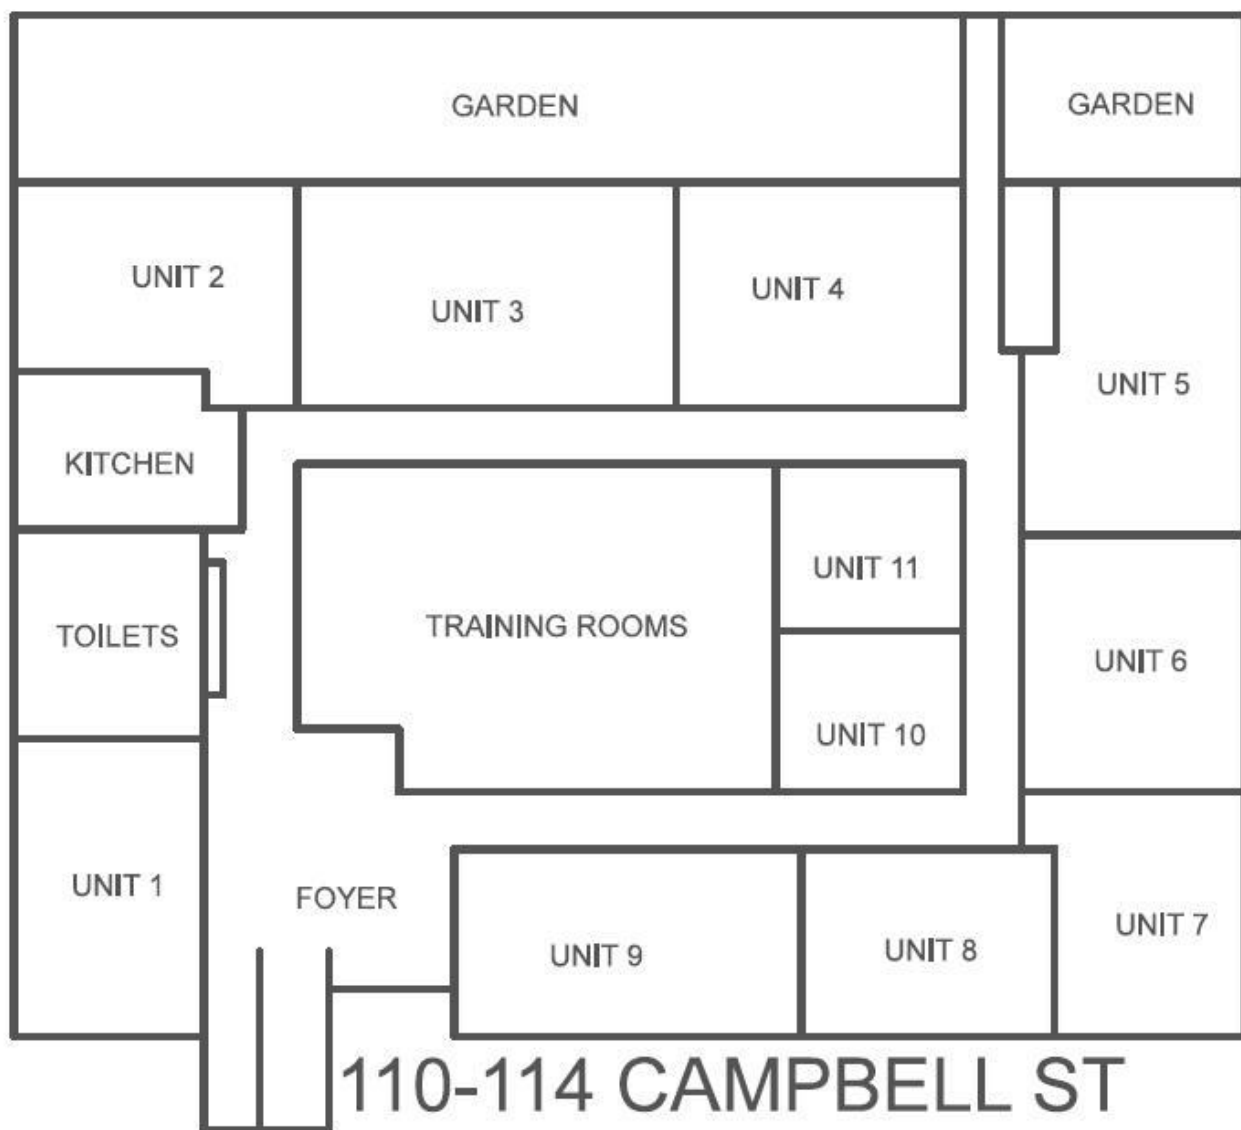 GARDEN
GARDEN
UNIT 2
UNIT 3
UNIT 4
UNIT 5
KITCHEN
UNIT 11
TRAINING ROOMS
TOILETS
UNIT 6
UNIT 10
UNIT 1
FOYER
UNIT 9
UNIT 8
UNIT 7
110-114 CAMPBELL ST